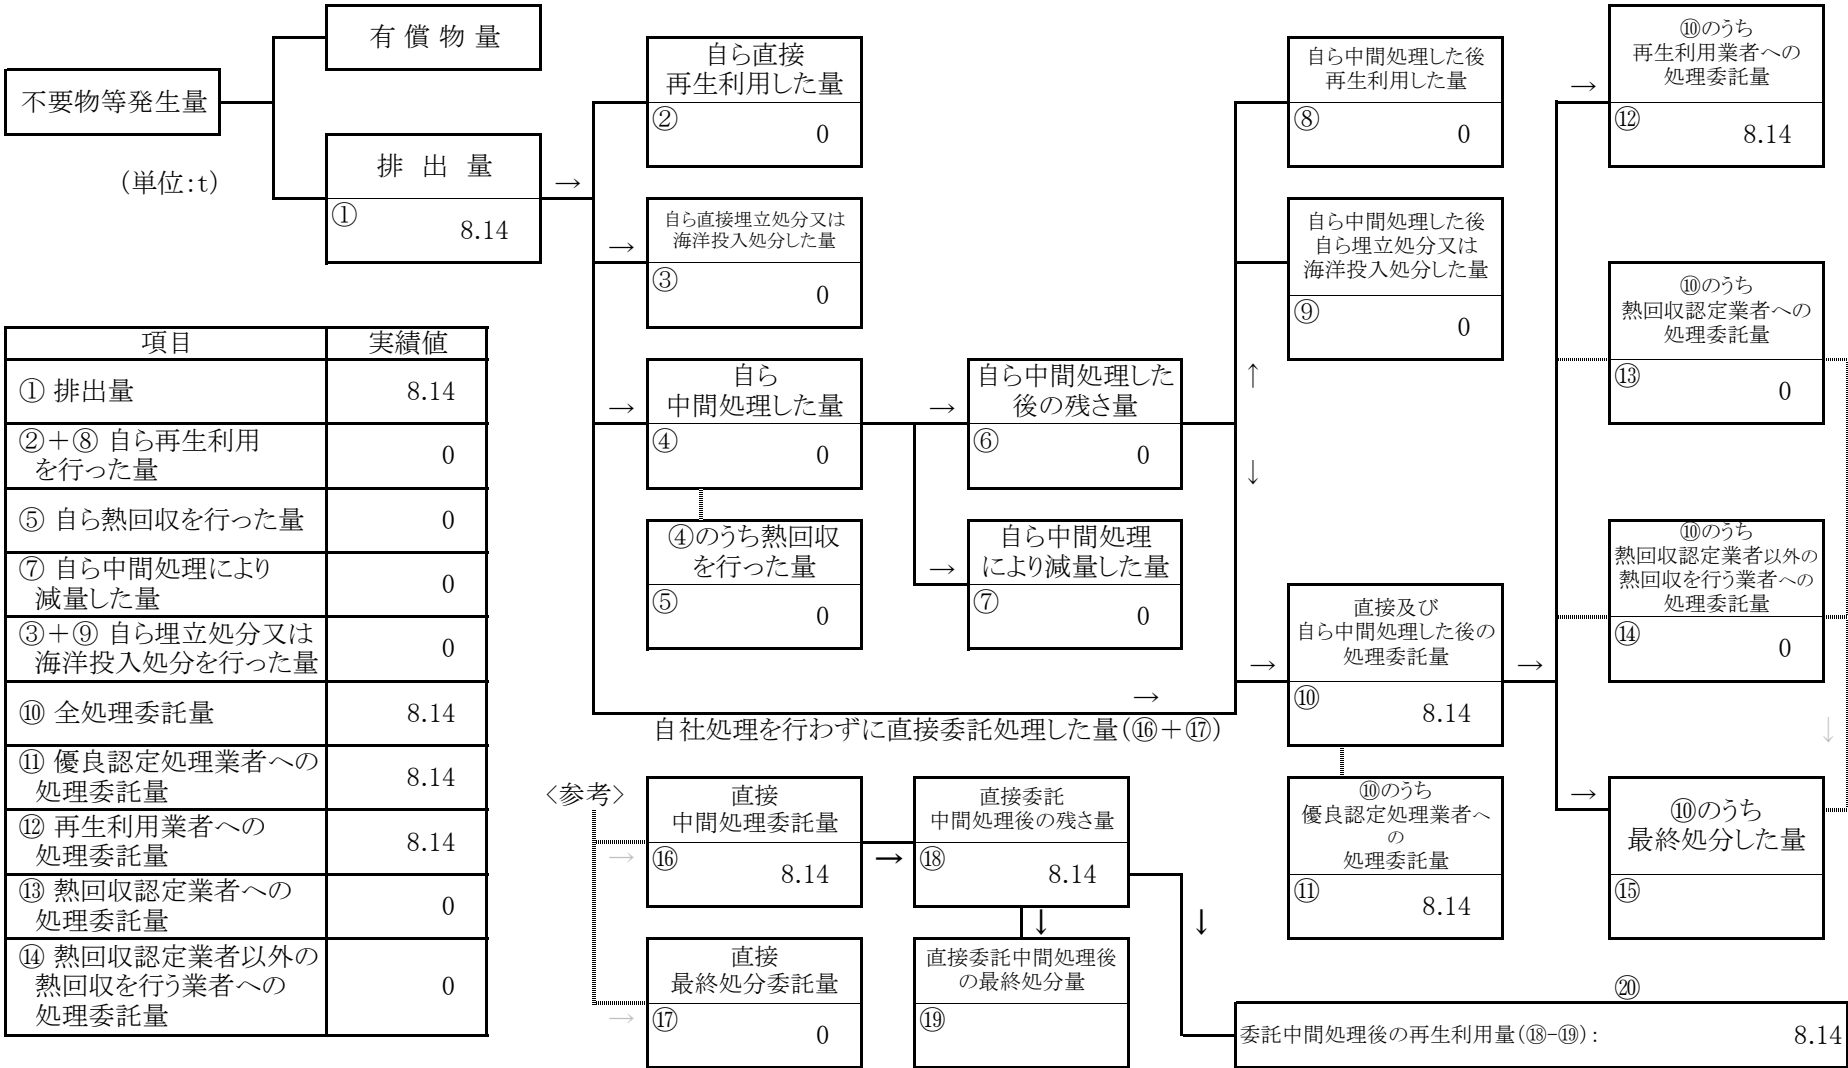 有 償 物 量
不要物等発生量
(単位:t)
排 出 量
①
8.14
→
自ら直接
再生利用した量
②
0
→
自ら直接埋立処分又は
海洋投入処分した量
③
0
→
自ら
中間処理した量
④
0
④のうち熱回収
を行った量
⑤
0
→
自ら中間処理した
後の残さ量
⑥
0
→
自ら中間処理
により減量した量
⑦
0
↑
↓
自ら中間処理した後
再生利用した量
⑧
0
自ら中間処理した後
自ら埋立処分又は
海洋投入処分した量
⑨
0
→
自社処理を行わずに直接委託処理した量(⑯+⑰)
→
直接及び
自ら中間処理した後の
処理委託量
⑩
8.14
⑩のうち
優良認定処理業者へ
の
処理委託量
⑪
8.14
→
→
⑩のうち
再生利用業者への
処理委託量
⑫
8.14
⑩のうち
熱回収認定業者への
処理委託量
⑬
0
⑩のうち
熱回収認定業者以外の
熱回収を行う業者への
処理委託量
⑭
0
↓
→
⑩のうち
最終処分した量
⑮
項目 実績値
① 排出量 8.14
②+⑧ 自ら再生利用
を行った量 0
⑤ 自ら熱回収を行った量 0
⑦ 自ら中間処理により
減量した量 0
③+⑨ 自ら埋立処分又は
海洋投入処分を行った量 0
⑩ 全処理委託量 8.14
⑪ 優良認定処理業者への
処理委託量 8.14
⑫ 再生利用業者への
処理委託量 8.14
⑬ 熱回収認定業者への
処理委託量 0
⑭ 熱回収認定業者以外の
熱回収を行う業者への
処理委託量 0
<参考>
→
直接
中間処理委託量
⑯
8.14
→
直接委託
中間処理後の残さ量
⑱
8.14
↓
↓
→
直接
最終処分委託量
⑰
0
直接委託中間処理後
の最終処分量
⑲
⑳
委託中間処理後の再生利用量(⑱-⑲): 8.14